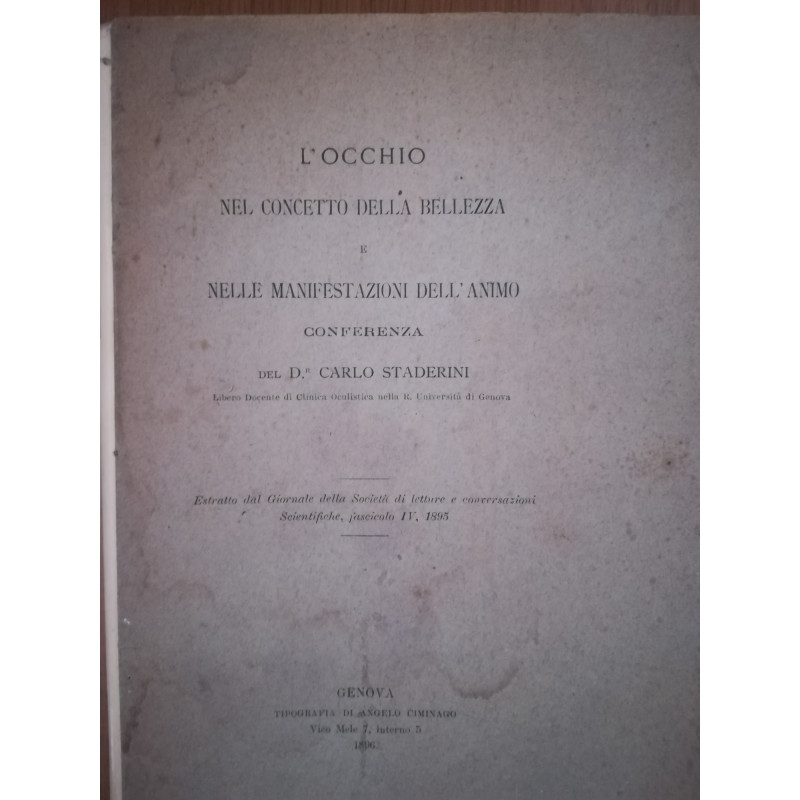 L'OCCHIO
NEL CONCETTO DELLA BELLEZZA
E
NELLE MANIFESTAZIONI DELL'ANIMO
CONFERENZA
DEL D.R CARLO STADERINI
Libero Docente di Clinica Oculistica nella R. Università di Genova
Estratto dal Giornale della Società di letture e conversazioni
Scientifiche, fascicolo IV, 1895
GENOVA
TIPOGRAFIA DI ANGELO CIMINAGO
Vico Mele 7, interno 5
1896.